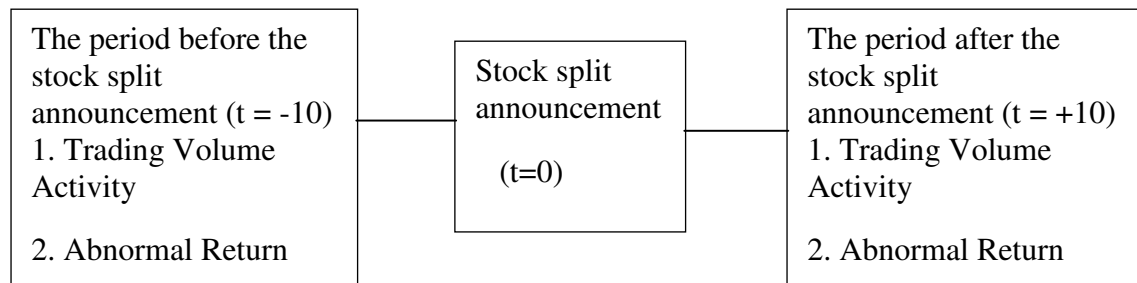 The period before the
stock split
announcement (t = -10)
1. Trading Volume
Activity
2. Abnormal Return
Stock split
announcement
(t=0)
The period after the
stock split
announcement (t = +10)
1. Trading Volume
Activity
2. Abnormal Return